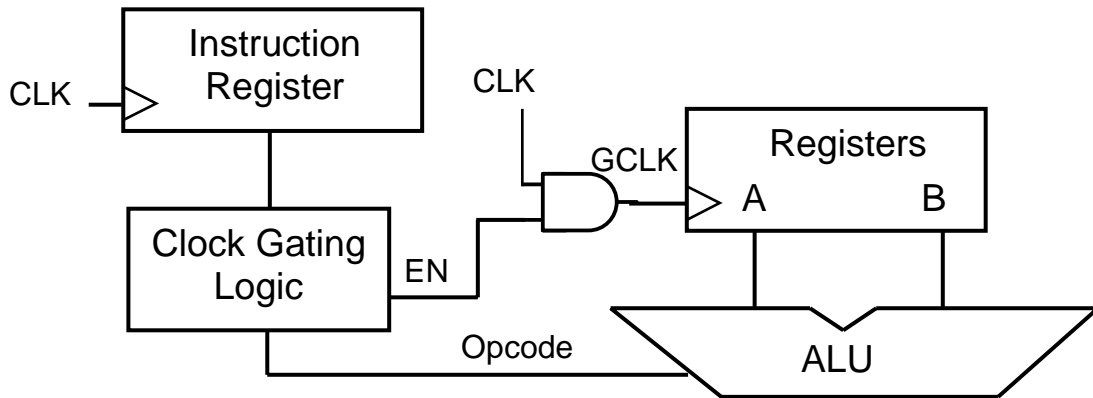 Instruction
Register
CLK
CLK
GCLK
Registers
A
B
Clock Gating
Logic
EN
Opcode
ALU